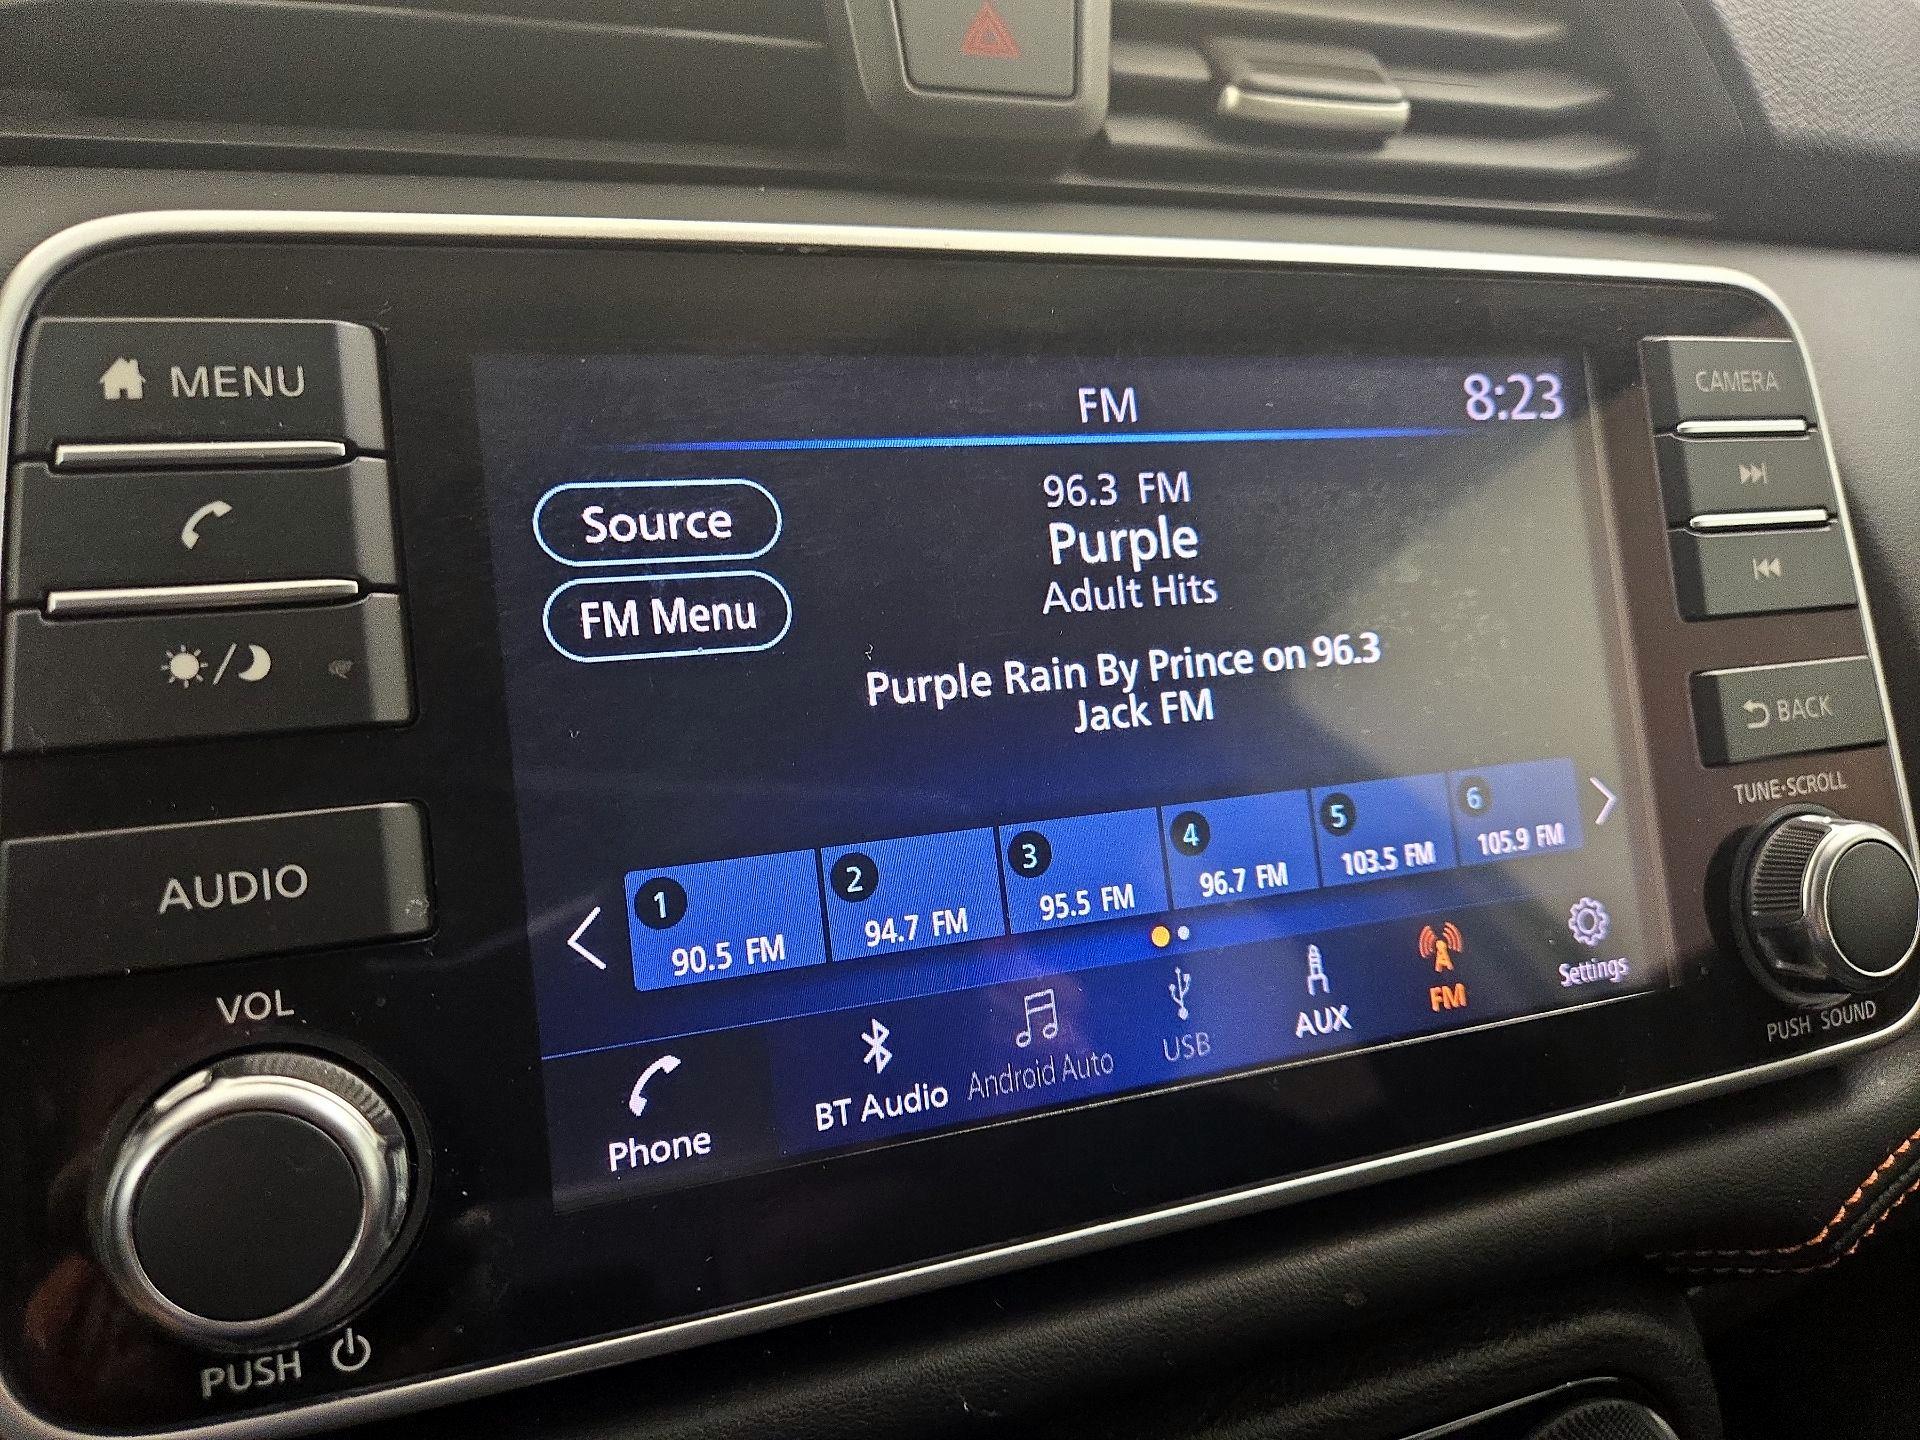 MENU
AUDIO
VOL
PUSH
FM
8:23
Source
FM Menu
96.3 FM
Purple
Adult Hits
Purple Rain By Prince on 96.3
Jack FM
1
90.5 FM
2
94.7 FM
3
95.5 FM
4
96.7 FM
5
103.5 FM
6
105.9 FM
Phone
BT Audio
Android Auto
USB
AUX
FM
Settings
CAMERA
BACK
TUNE·SCROLL
PUSH SOUND